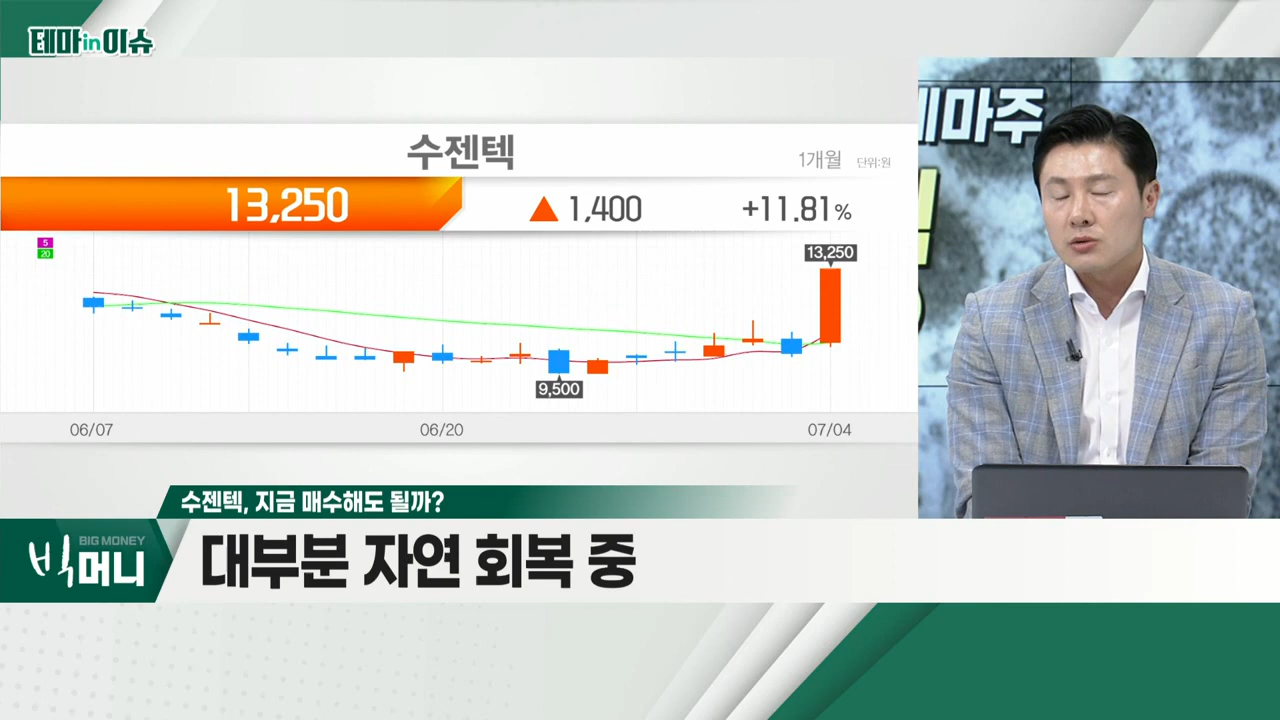 테마in이슈
수젠텍
1개월 단위:원
13,250 ▲1,400 +11.81%
5
20
13,250
9,500
06/07 06/20 07/04
테마주
수젠텍, 지금 매수해도 될까?
BIG MONEY
빅머니
대부분 자연 회복 중